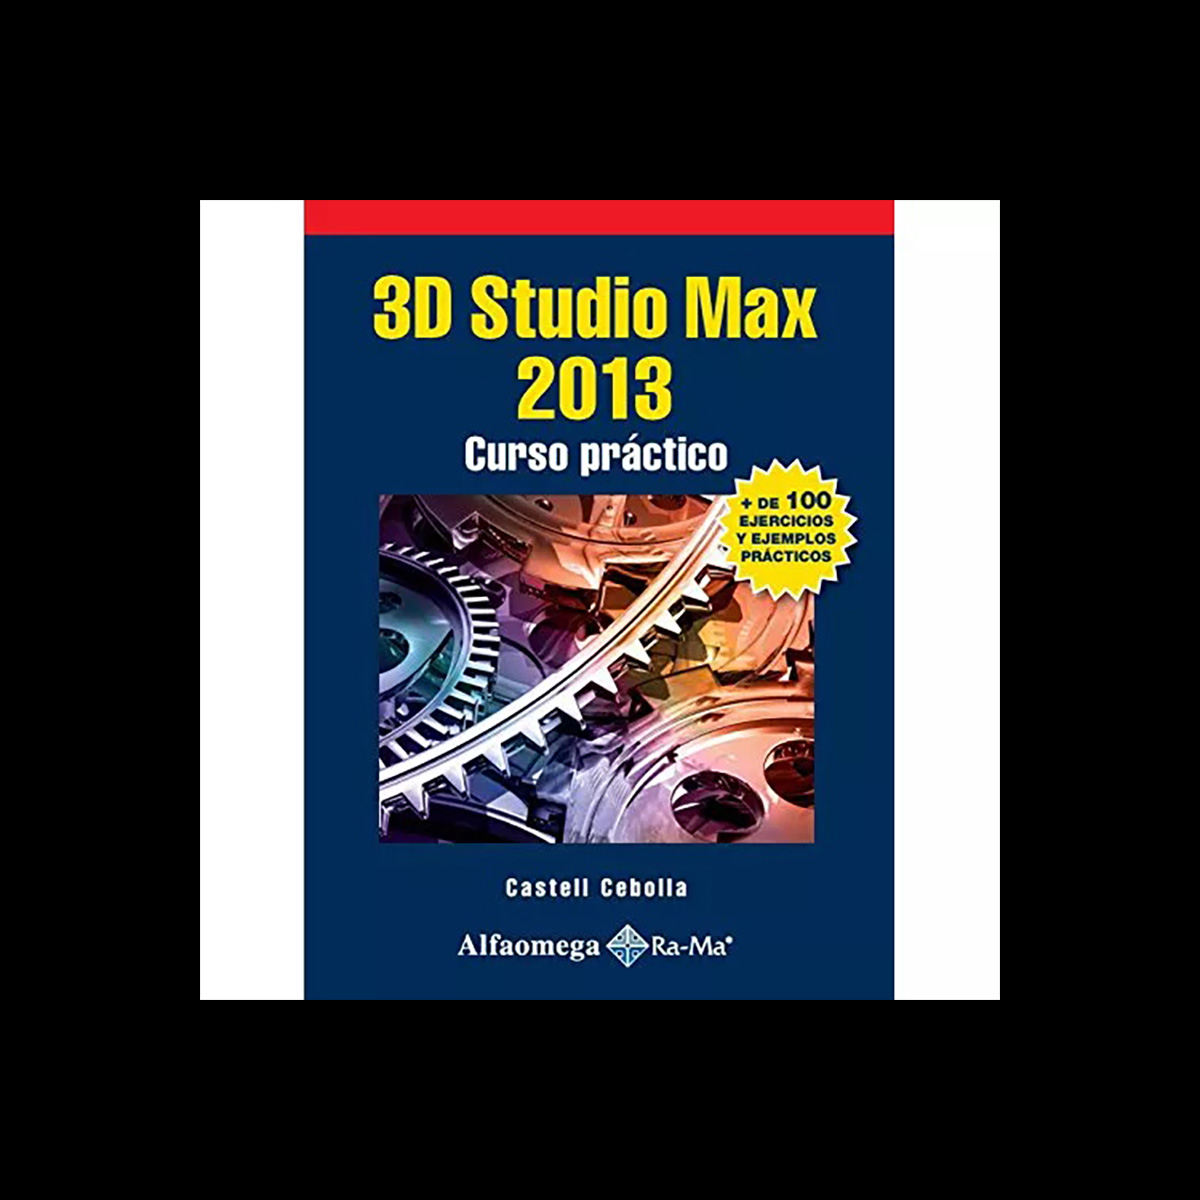 3D Studio Max
2013
Curso práctico
+ DE 100
EJERCICIOS
Y EJEMPLOS
PRÁCTICOS
Castell Cebolla
Alfaomega Ra-Ma®